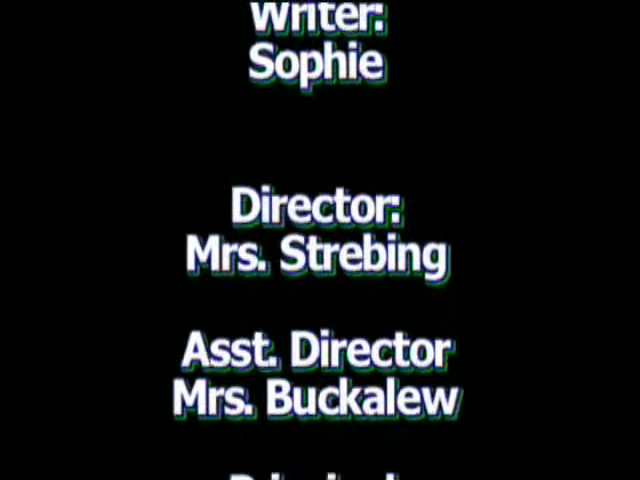 Writer:
Sophie
Director:
Mrs. Strebing
Asst. Director
Mrs. Buckalew